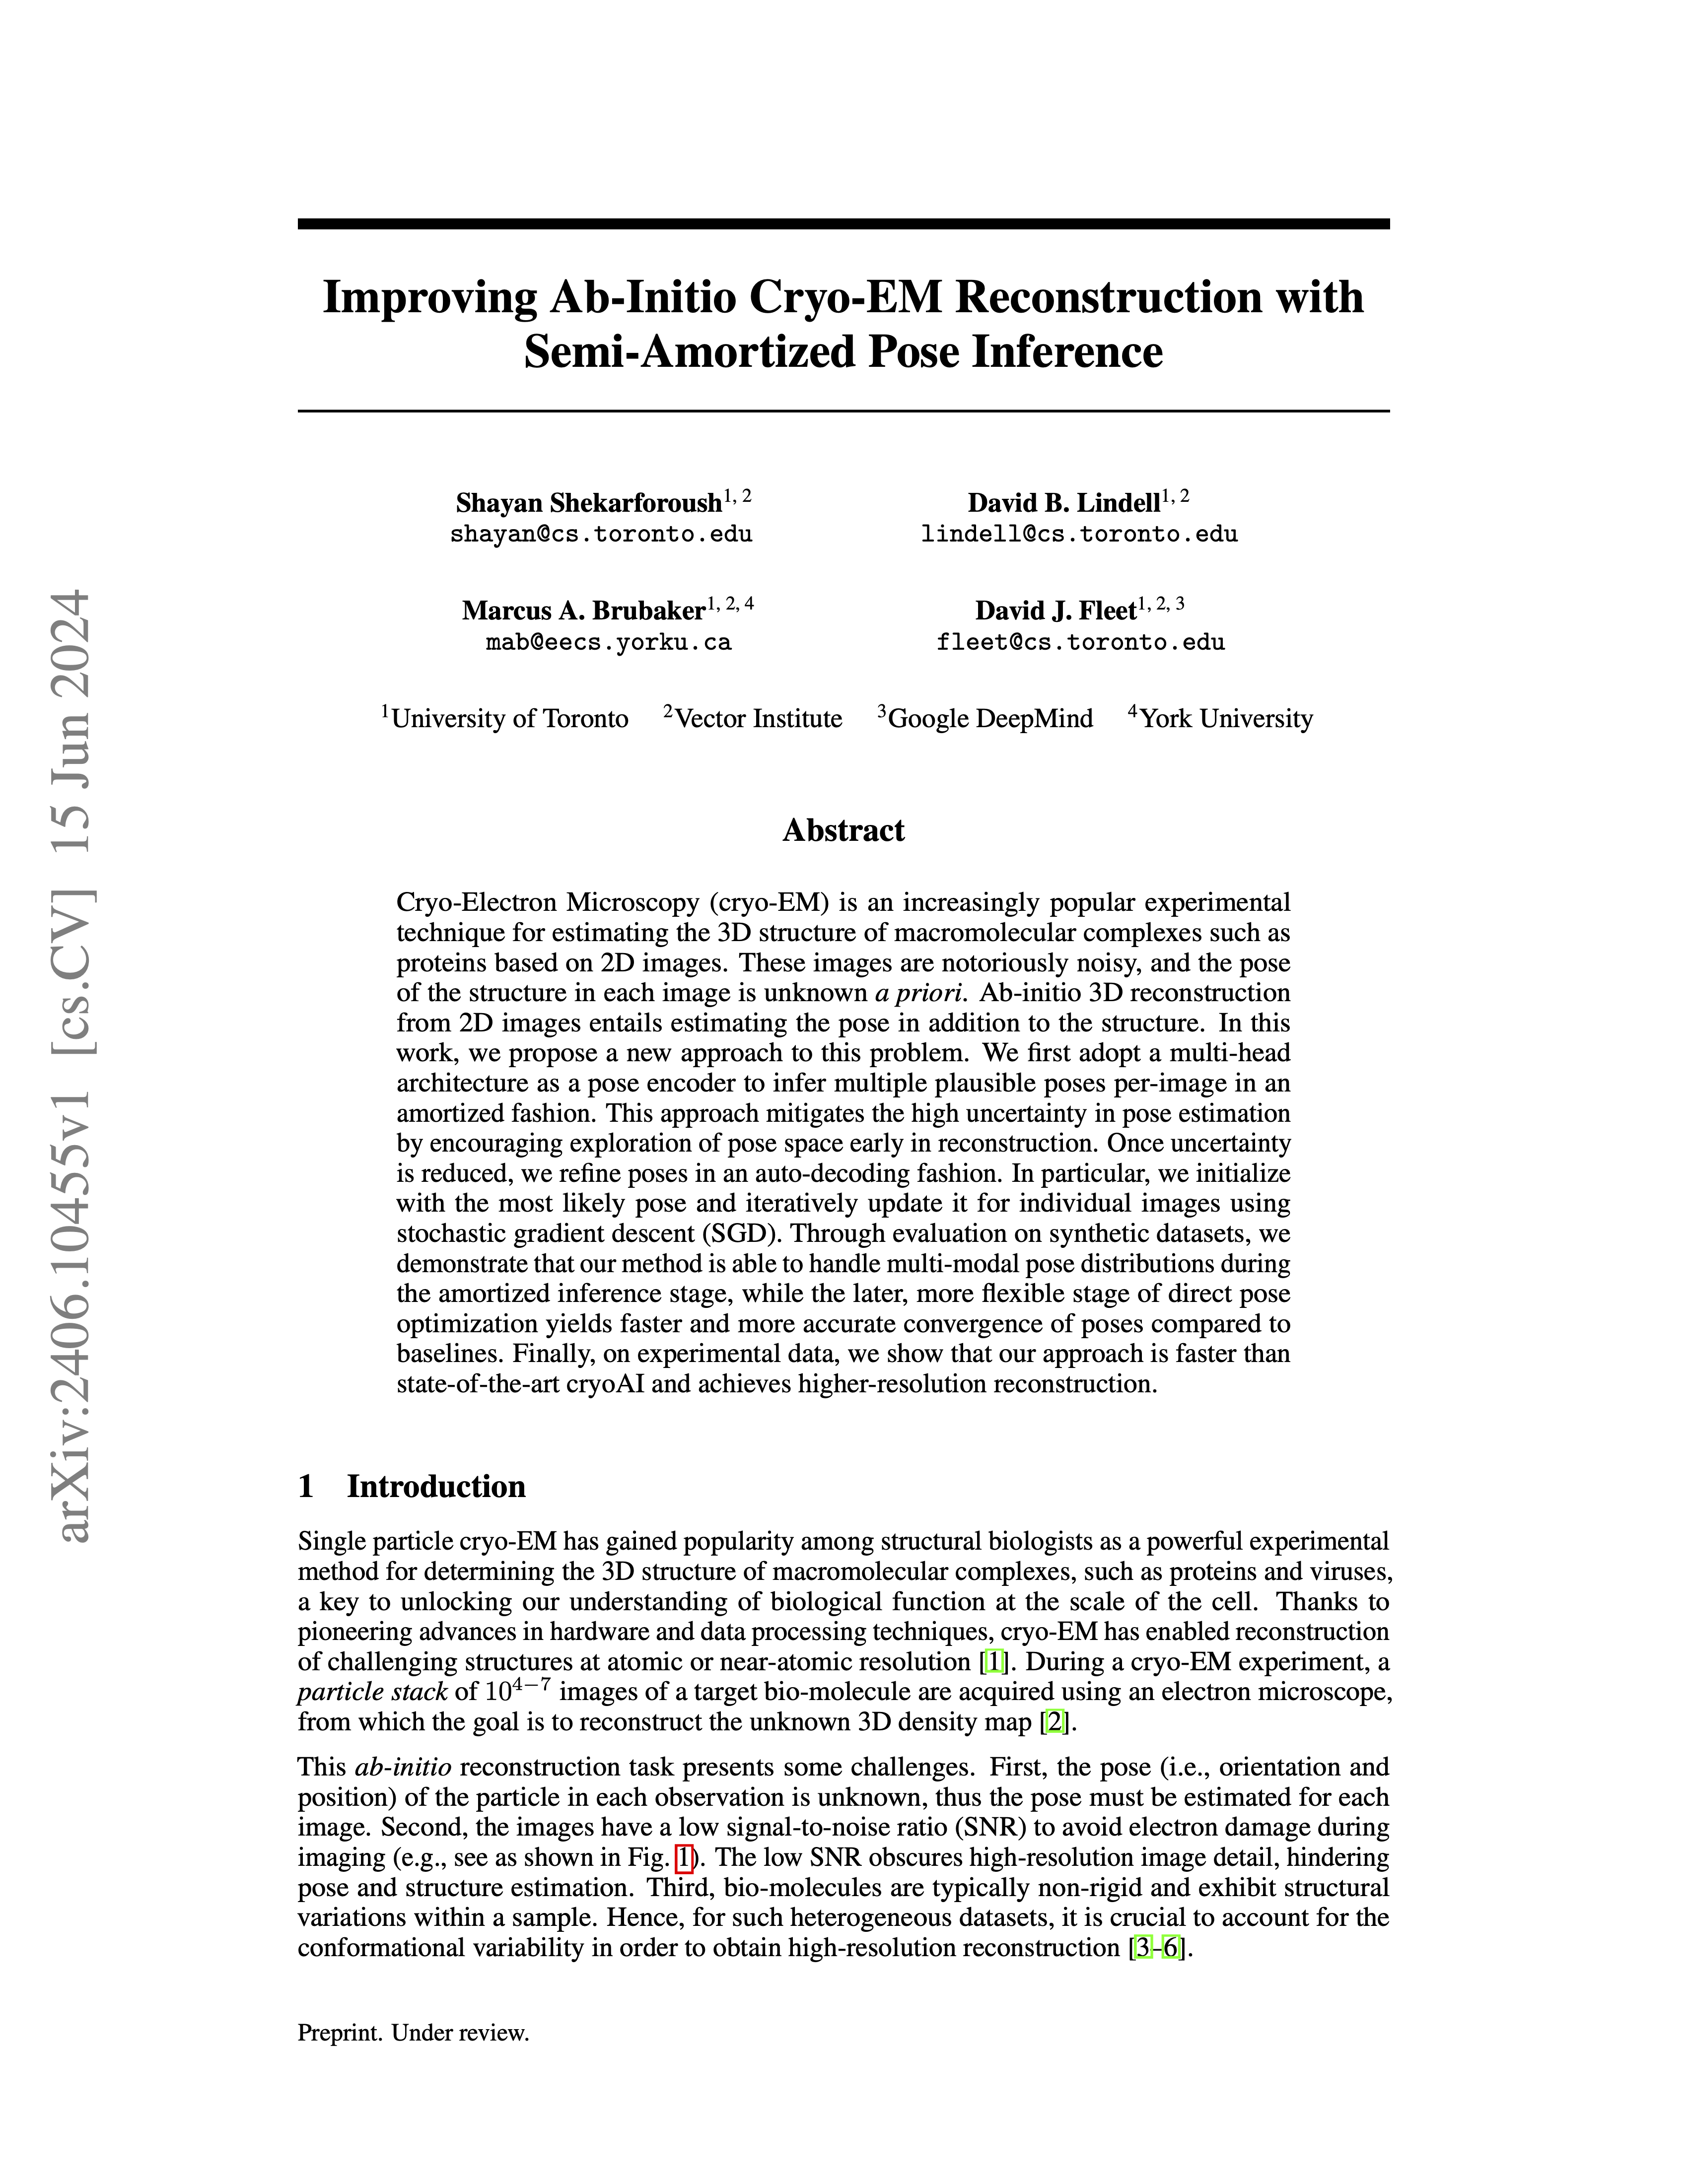 Improving Ab-Initio Cryo-EM Reconstruction with
Semi-Amortized Pose Inference
Shayan Shekarforoush1, 2
shayan@cs.toronto.edu
David B. Lindell1, 2
lindell@cs.toronto.edu
Marcus A. Brubaker1, 2, 4
mab@eecs.yorku.ca
David J. Fleet1, 2, 3
fleet@cs.toronto.edu
1University of Toronto 2Vector Institute 3Google DeepMind 4York University
Abstract
Cryo-Electron Microscopy (cryo-EM) is an increasingly popular experimental
technique for estimating the 3D structure of macromolecular complexes such as
proteins based on 2D images. These images are notoriously noisy, and the pose
of the structure in each image is unknown a priori. Ab-initio 3D reconstruction
from 2D images entails estimating the pose in addition to the structure. In this
work, we propose a new approach to this problem. We first adopt a multi-head
architecture as a pose encoder to infer multiple plausible poses per-image in an
amortized fashion. This approach mitigates the high uncertainty in pose estimation
by encouraging exploration of pose space early in reconstruction. Once uncertainty
is reduced, we refine poses in an auto-decoding fashion. In particular, we initialize
with the most likely pose and iteratively update it for individual images using
stochastic gradient descent (SGD). Through evaluation on synthetic datasets, we
demonstrate that our method is able to handle multi-modal pose distributions during
the amortized inference stage, while the later, more flexible stage of direct pose
optimization yields faster and more accurate convergence of poses compared to
baselines. Finally, on experimental data, we show that our approach is faster than
state-of-the-art cryoAI and achieves higher-resolution reconstruction.
1 Introduction
Single particle cryo-EM has gained popularity among structural biologists as a powerful experimental
method for determining the 3D structure of macromolecular complexes, such as proteins and viruses,
a key to unlocking our understanding of biological function at the scale of the cell. Thanks to
pioneering advances in hardware and data processing techniques, cryo-EM has enabled reconstruction
of challenging structures at atomic or near-atomic resolution [1]. During a cryo-EM experiment, a
particle stack of 10^4−7 images of a target bio-molecule are acquired using an electron microscope,
from which the goal is to reconstruct the unknown 3D density map [2].
This ab-initio reconstruction task presents some challenges. First, the pose (i.e., orientation and
position) of the particle in each observation is unknown, thus the pose must be estimated for each
image. Second, the images have a low signal-to-noise ratio (SNR) to avoid electron damage during
imaging (e.g., see as shown in Fig. 1). The low SNR obscures high-resolution image detail, hindering
pose and structure estimation. Third, bio-molecules are typically non-rigid and exhibit structural
variations within a sample. Hence, for such heterogeneous datasets, it is crucial to account for the
conformational variability in order to obtain high-resolution reconstruction [3–6].
Preprint. Under review.
arXiv:2406.10455v1 [cs.CV] 15 Jun 2024